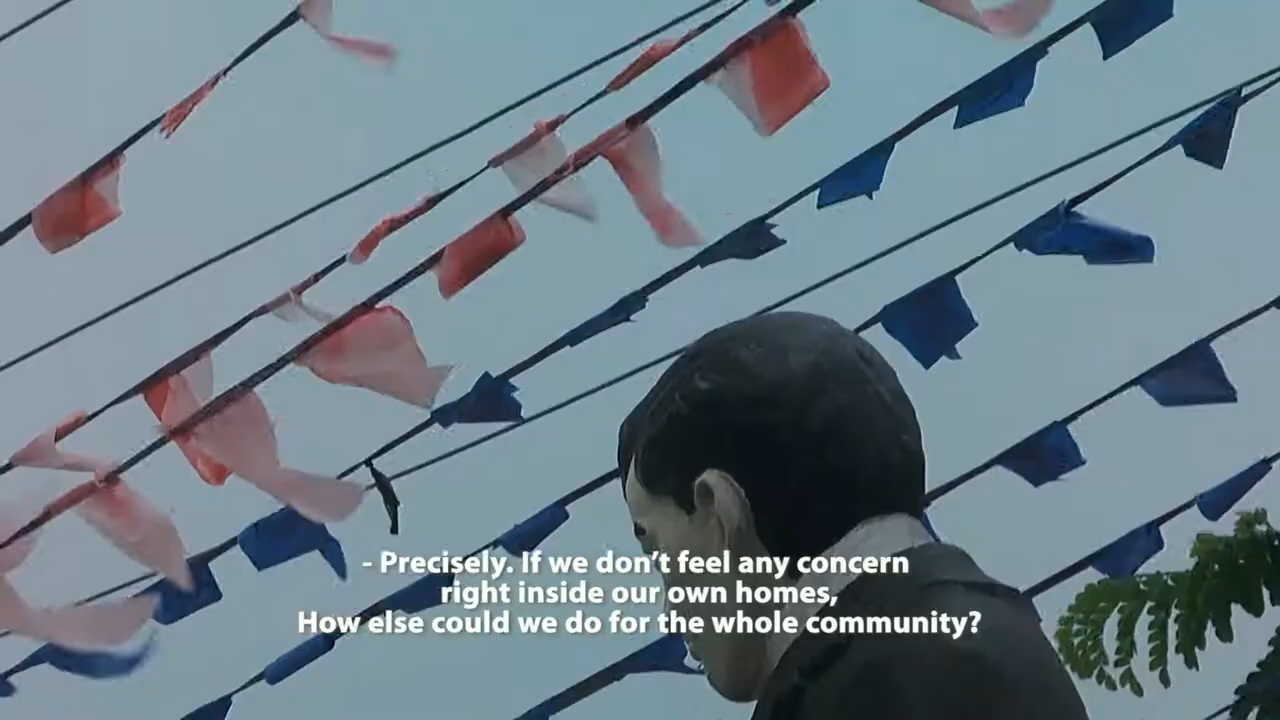 - Precisely. If we don't feel any concern
right inside our own homes,
How else could we do for the whole community?